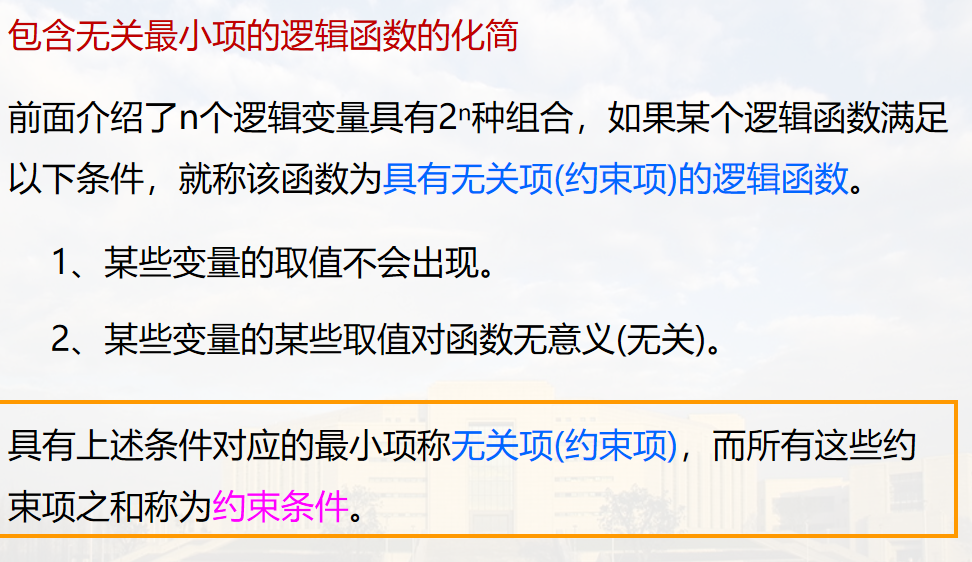 包含无关最小项的逻辑函数的化简
前面介绍了n个逻辑变量具有2ⁿ种组合，如果某个逻辑函数满足
以下条件，就称该函数为具有无关项(约束项)的逻辑函数。
1、某些变量的取值不会出现。
2、某些变量的某些取值对函数无意义(无关)。
具有上述条件对应的最小项称无关项(约束项)，而所有这些约
束项之和称为约束条件。